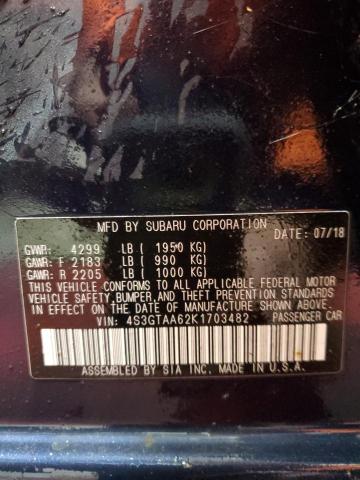 MFD BY SUBARU CORPORATION DATE: 07/18
GVWR: 4299 LB ( 1950 KG)
GAWR: F 2183 LB ( 990 KG)
GAWR: R 2205 LB ( 1000 KG)
THIS VEHICLE CONFORMS TO ALL APPLICABLE FEDERAL MOTOR
VEHICLE SAFETY,BUMPER,AND THEFT PREVENTION STANDARDS
IN EFFECT ON THE DATE OF MANUFACTURE SHOWN ABOVE.
VIN: 4S3GTAA62K1703482 PASSENGER CAR
ASSEMBLED BY SIA INC. MADE IN U.S.A.